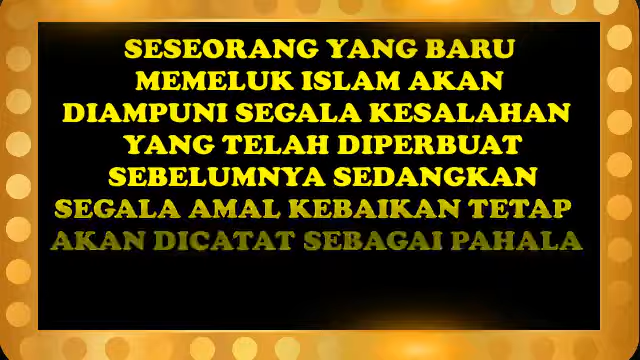 SESEORANG YANG BARU
MEMELUK ISLAM AKAN
DIAMPUNI SEGALA KESALAHAN
YANG TELAH DIPERBUAT
SEBELUMNYA SEDANGKAN
SEGALA AMAL KEBAIKAN TETAP
AKAN DICATAT SEBAGAI PAHALA